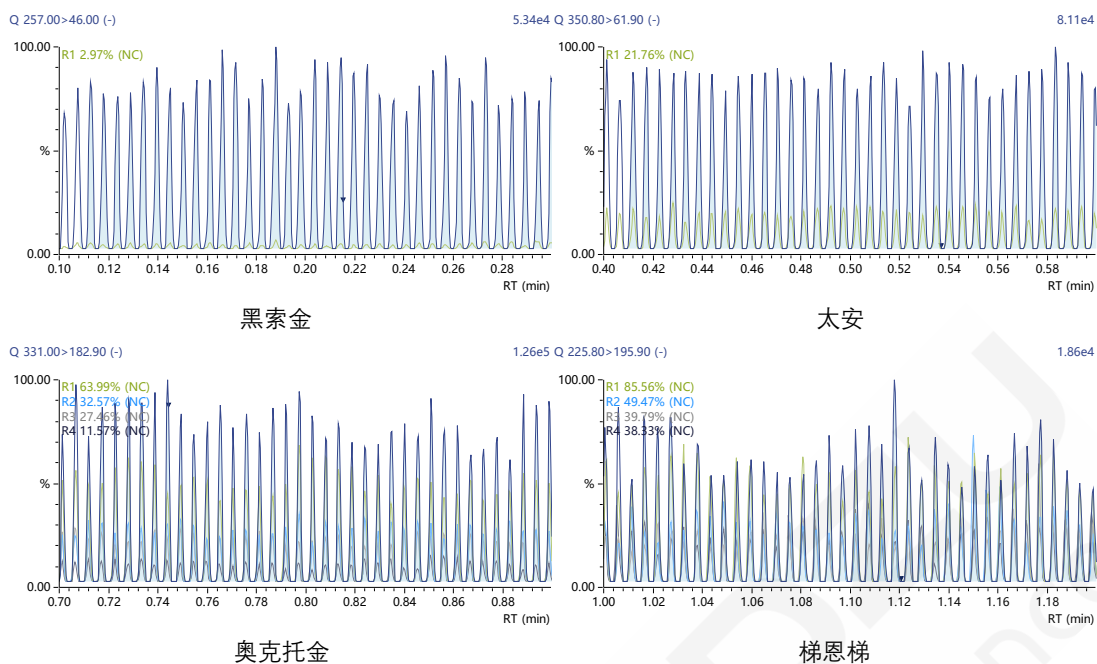 Q 257.00>46.00 (-) 5.34e4
100.00
R1 2.97% (NC)
%
0.00
0.10 0.12 0.14 0.16 0.18 0.20 0.22 0.24 0.26 0.28
RT (min)
黑索金
Q 350.80>61.90 (-) 8.11e4
100.00
R1 21.76% (NC)
%
0.00
0.40 0.42 0.44 0.46 0.48 0.50 0.52 0.54 0.56 0.58
RT (min)
太安
Q 331.00>182.90 (-) 1.26e5
100.00
R1 63.99% (NC)
R2 32.57% (NC)
R3 27.46% (NC)
R4 11.57% (NC)
%
0.00
0.70 0.72 0.74 0.76 0.78 0.80 0.82 0.84 0.86 0.88
RT (min)
奥克托金
Q 225.80>195.90 (-) 1.86e4
100.00
R1 85.56% (NC)
R2 49.47% (NC)
R3 39.79% (NC)
R4 38.33% (NC)
%
0.00
1.00 1.02 1.04 1.06 1.08 1.10 1.12 1.14 1.16 1.18
RT (min)
梯恩梯